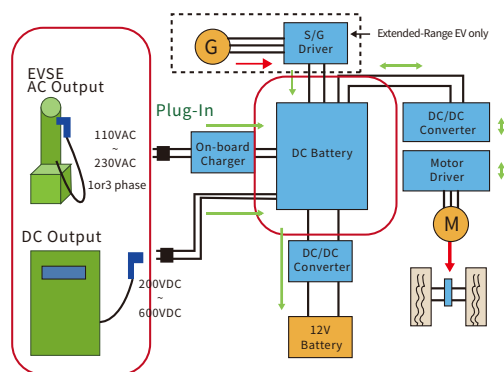 G
S/G
Driver
Extended-Range EV only
EVSE
AC Output
Plug-In
110VAC
~
230VAC
1or3 phase
On-board
Charger
DC Battery
DC/DC
Converter
Motor
Driver
M
DC Output
200VDC
~
600VDC
DC/DC
Converter
12V
Battery